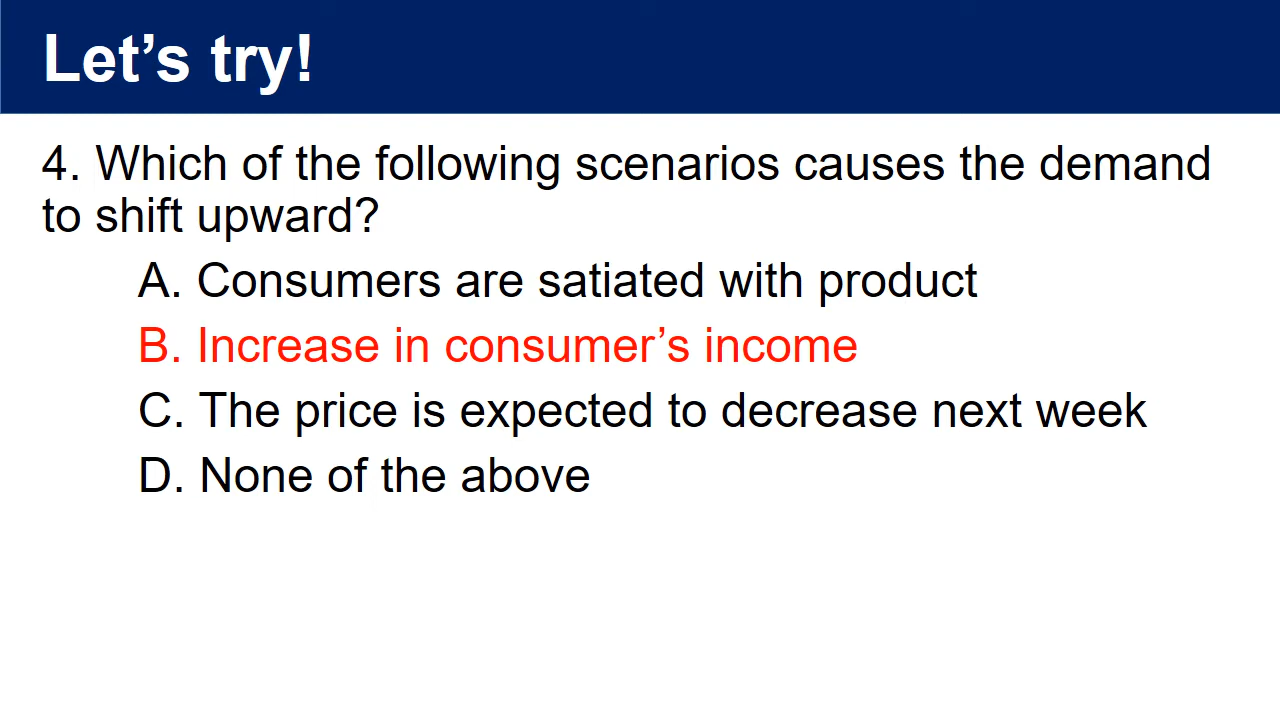 Let’s try!
4. Which of the following scenarios causes the demand
to shift upward?
A. Consumers are satiated with product
B. Increase in consumer’s income
C. The price is expected to decrease next week
D. None of the above